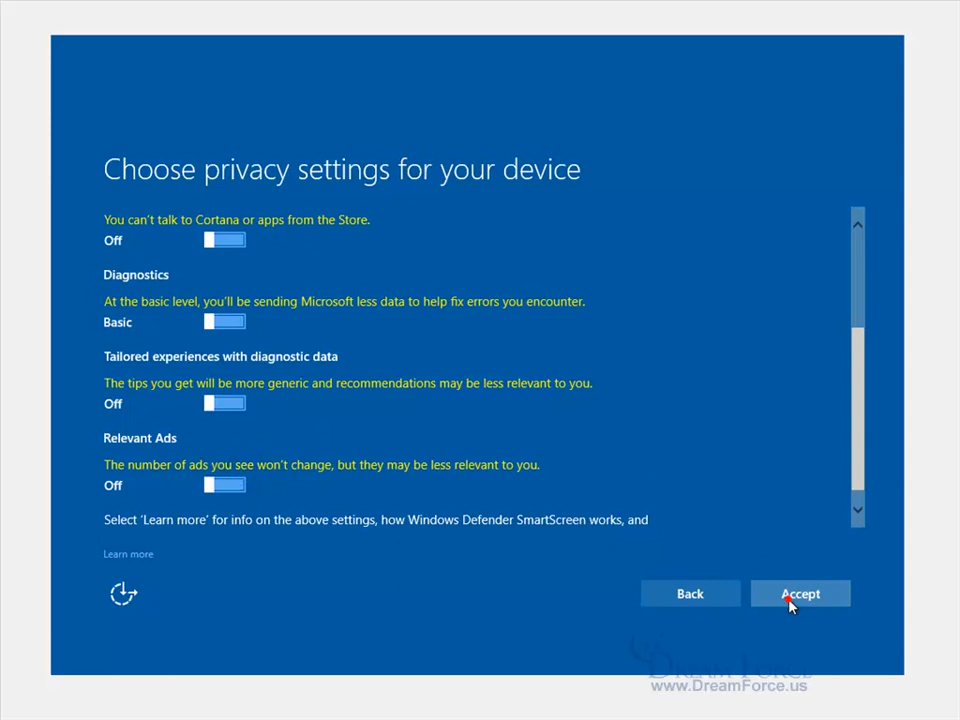 Choose privacy settings for your device
You can't talk to Cortana or apps from the Store.
Off
Diagnostics
At the basic level, you'll be sending Microsoft less data to help fix errors you encounter.
Basic
Tailored experiences with diagnostic data
The tips you get will be more generic and recommendations may be less relevant to you.
Off
Relevant Ads
The number of ads you see won't change, but they may be less relevant to you.
Off
Select 'Learn more' for info on the above settings, how Windows Defender SmartScreen works, and
Learn more
Back Accept
DREAM FORCE
www.DreamForce.us